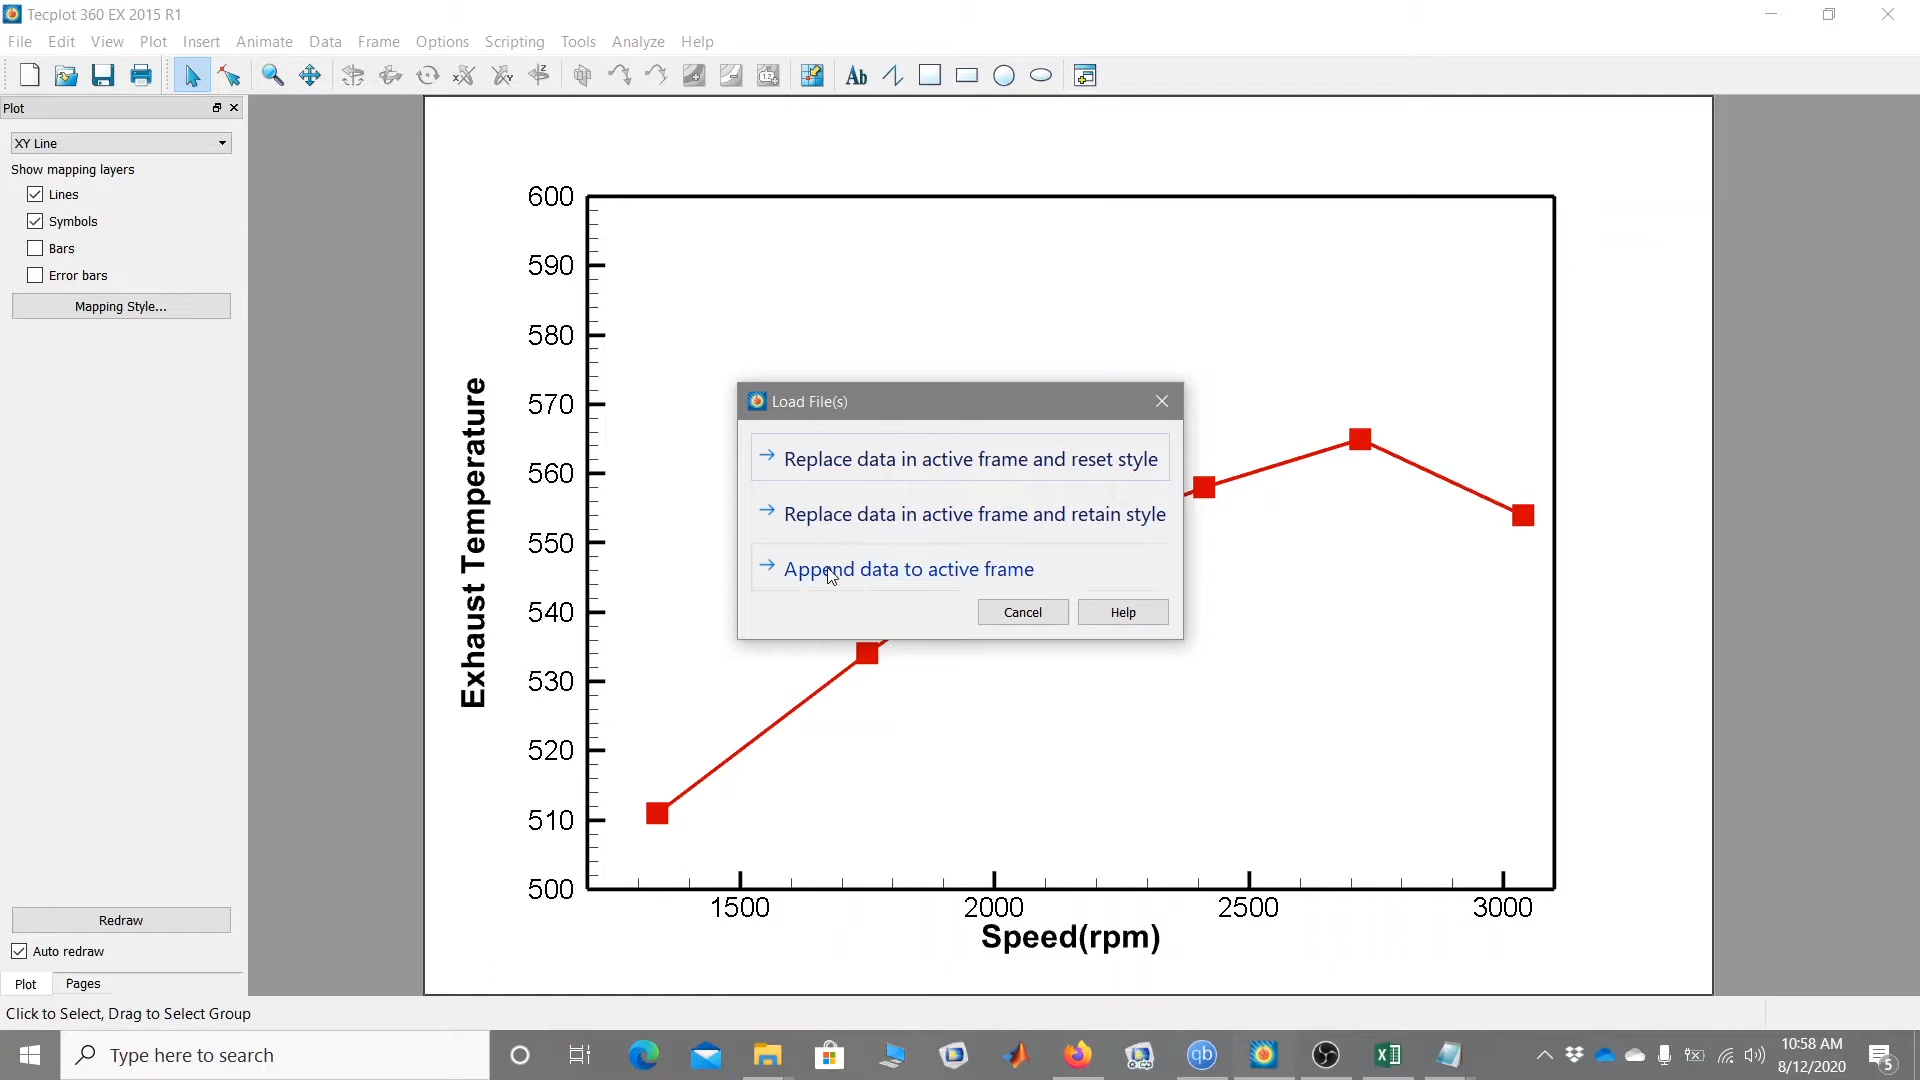 Tecplot 360 EX 2015 R1
File Edit View Plot Insert Animate Data Frame Options Scripting Tools Analyze Help
Plot
XY Line
Show mapping layers
Lines
Symbols
Bars
Error bars
Mapping Style...
Redraw
Auto redraw
Plot Pages
Click to Select, Drag to Select Group
600
590
580
570
560
550
540
530
520
510
500
Exhaust Temperature
1500 2000 2500 3000
Speed(rpm)
Load File(s)
Replace data in active frame and reset style
Replace data in active frame and retain style
Append data to active frame
Cancel Help
Type here to search
10:58 AM
8/12/2020
5